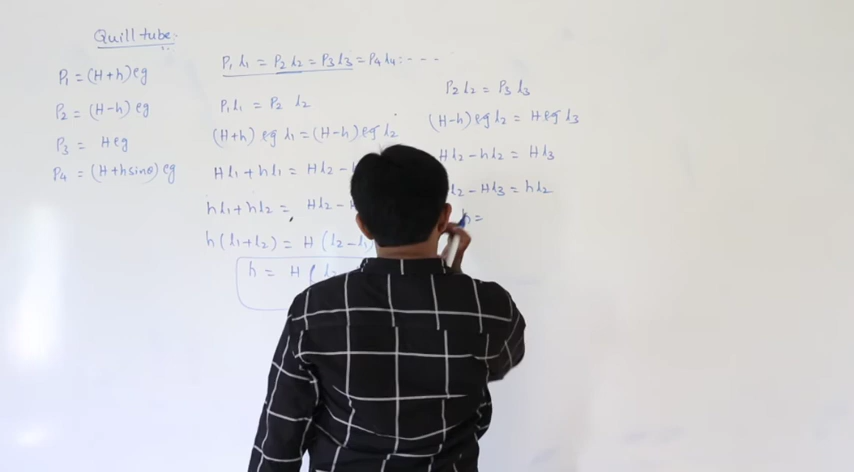 Quill tube.
P₁ = (H+h)ϱg
P₂ = (H-h)ϱg
P₃ = Hϱg
P₄ = (H+hsinθ)ϱg
P₁l₁ = P₂l₂ = P₃l₃ = P₄l₄ : - - -
P₁l₁ = P₂ l₂
(H+h) ϱg l₁ = (H-h) ϱg l₂
Hl₁ + hl₁ = Hl₂ -
hl₁ + hl₂ = Hl₂ -
h(l₁+l₂) = H(l₂-l₁)
h = H (
P₂l₂ = P₃l₃
(H-h) ϱg l₂ = Hϱg l₃
Hl₂ - hl₂ = Hl₃
l₂ - Hl₃ = hl₂
h =